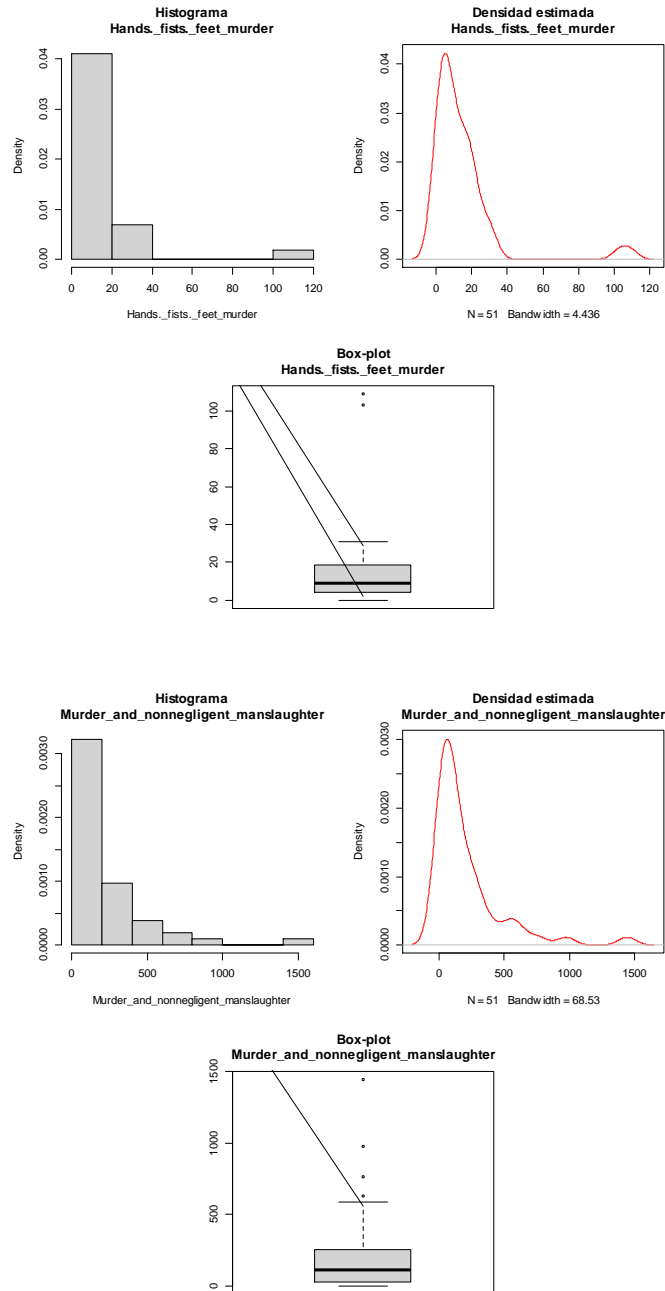 Histograma
Hands._fists._feet_murder
Density
0.00 0.01 0.02 0.03 0.04
0 20 40 60 80 100 120
Hands._fists._feet_murder
Densidad estimada
Hands._fists._feet_murder
Density
0.00 0.01 0.02 0.03 0.04
0 20 40 60 80 100 120
N = 51 Bandwidth = 4.436
Box-plot
Hands._fists._feet_murder
0 20 40 60 80 100
Histograma
Murder_and_nonnegligent_manslaughter
Density
0.0000 0.0010 0.0020 0.0030
0 500 1000 1500
Murder_and_nonnegligent_manslaughter
Densidad estimada
Murder_and_nonnegligent_manslaughter
Density
0.0000 0.0010 0.0020 0.0030
0 500 1000 1500
N = 51 Bandwidth = 68.53
Box-plot
Murder_and_nonnegligent_manslaughter
0 500 1000 1500